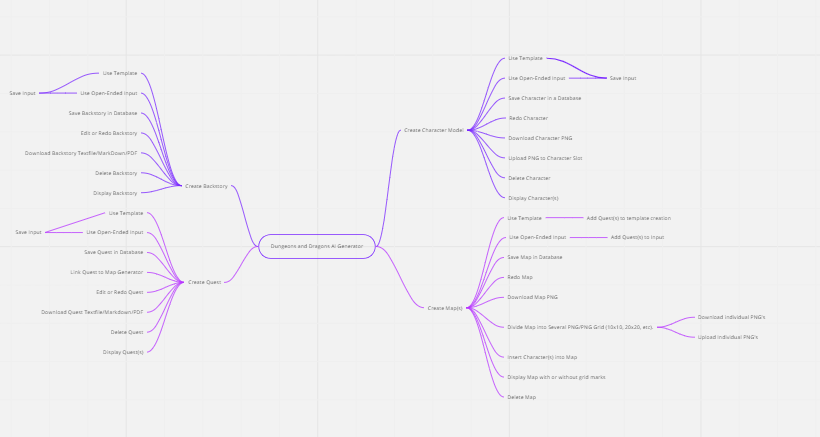 Dungeons and Dragons AI Generator
Create Backstory
Use Template
Use Open-Ended Input
Save Input
Save Backstory in Database
Edit or Redo Backstory
Download Backstory Textfile/MarkDown/PDF
Delete Backstory
Display Backstory
Create Quest
Use Template
Use Open-Ended Input
Save Input
Save Quest in Database
Link Quest to Map Generator
Edit or Redo Quest
Download Quest Textfile/Markdown/PDF
Delete Quest
Display Quest(s)
Create Character Model
Use Template
Use Open-Ended Input
Save Input
Save Character in a Database
Redo Character
Download Character PNG
Upload PNG to Character Slot
Delete Character
Display Character(s)
Create Map(s)
Use Template
Add Quest(s) to template creation
Use Open-Ended Input
Add Quest(s) to Input
Save Map in Database
Redo Map
Download Map PNG
Divide Map into Several PNG/PNG Grid (10x10, 20x20, etc).
Download individual PNG's
Upload individual PNG's
Insert Character(s) into Map
Display Map with or without grid marks
Delete Map